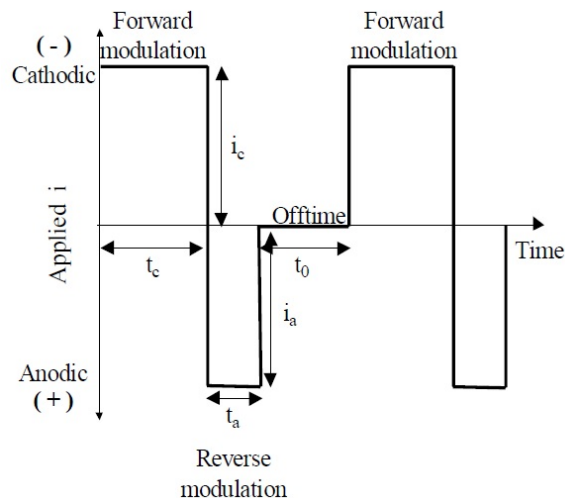 Forward
modulation
Forward
modulation
(-)
Cathodic
i_c
Applied i
Offtime
Time
t_c
t_0
i_a
Anodic
(+)
t_a
Reverse
modulation